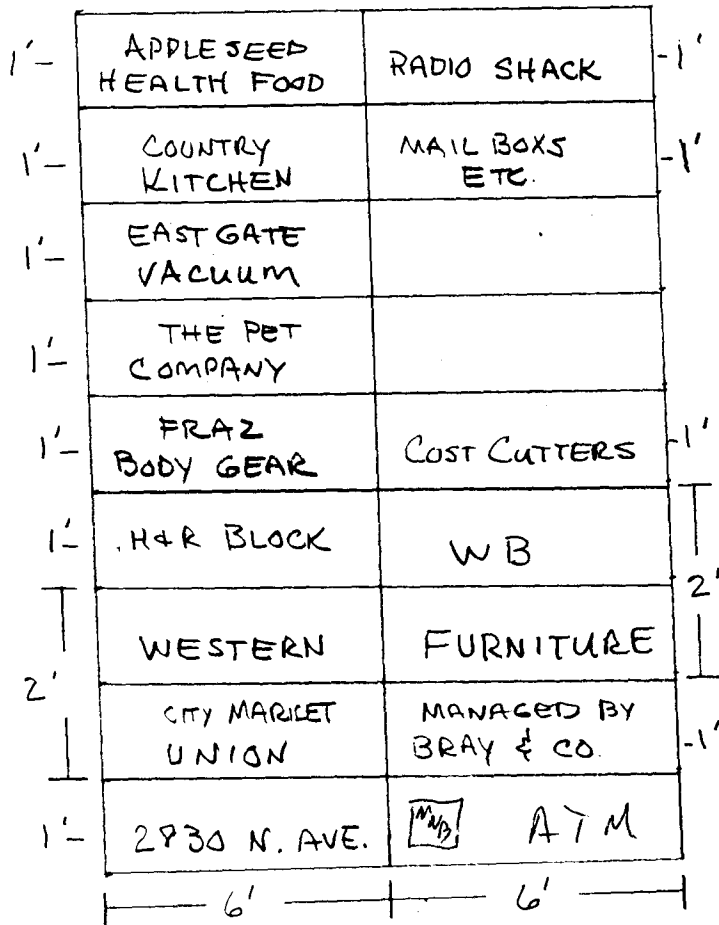 1'- APPLESEED HEALTH FOOD RADIO SHACK -1'
1'- COUNTRY KITCHEN MAIL BOXS ETC. -1'
1'- EAST GATE VACUUM
1'- THE PET COMPANY
1'- FRAZ BODY GEAR COST CUTTERS -1'
1'- H&R BLOCK WB
2'
WESTERN FURNITURE
2'
CITY MARKET UNION MANAGED BY BRAY & CO. -1'
1'- 2830 N. AVE. MNB ATM
6' 6'